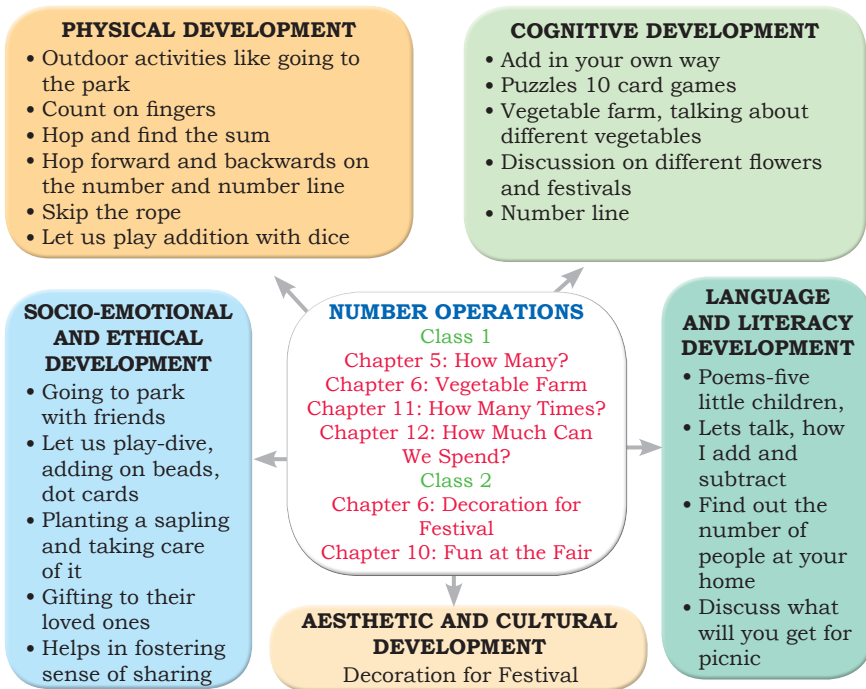 PHYSICAL DEVELOPMENT
• Outdoor activities like going to
the park
• Count on fingers
• Hop and find the sum
• Hop forward and backwards on
the number and number line
• Skip the rope
• Let us play addition with dice
COGNITIVE DEVELOPMENT
• Add in your own way
• Puzzles 10 card games
• Vegetable farm, talking about
different vegetables
• Discussion on different flowers
and festivals
• Number line
SOCIO-EMOTIONAL
AND ETHICAL
DEVELOPMENT
• Going to park
with friends
• Let us play-dive,
adding on beads,
dot cards
• Planting a sapling
and taking care
of it
• Gifting to their
loved ones
• Helps in fostering
sense of sharing
NUMBER OPERATIONS
Class 1
Chapter 5: How Many?
Chapter 6: Vegetable Farm
Chapter 11: How Many Times?
Chapter 12: How Much Can
We Spend?
Class 2
Chapter 6: Decoration for
Festival
Chapter 10: Fun at the Fair
LANGUAGE
AND LITERACY
DEVELOPMENT
• Poems-five
little children,
• Lets talk, how
I add and
subtract
• Find out the
number of
people at your
home
• Discuss what
will you get for
picnic
AESTHETIC AND CULTURAL
DEVELOPMENT
Decoration for Festival